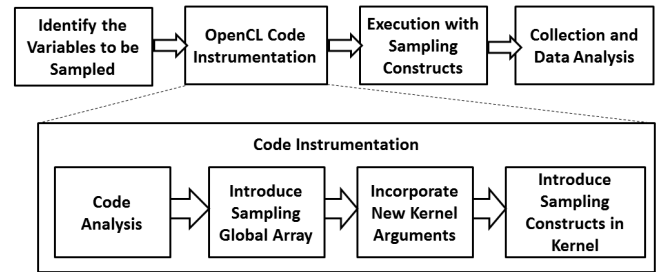 Identify the
Variables to be
Sampled
OpenCL Code
Instrumentation
Execution with
Sampling
Constructs
Collection and
Data Analysis
Code Instrumentation
Code
Analysis
Introduce
Sampling
Global Array
Incorporate
New Kernel
Arguments
Introduce
Sampling
Constructs in
Kernel